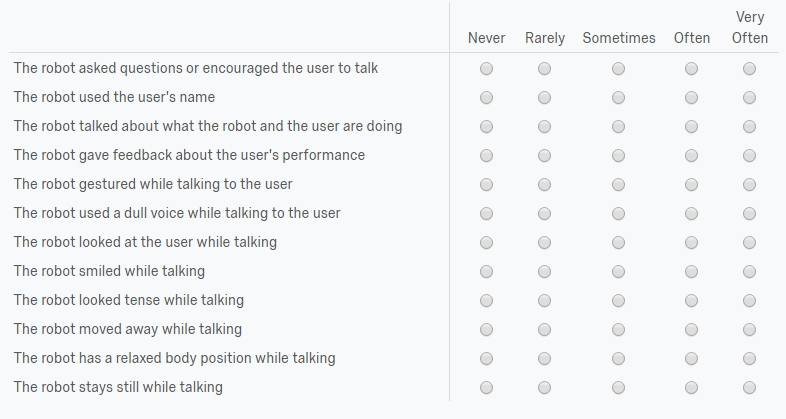 Never Rarely Sometimes Often Very Often
The robot asked questions or encouraged the user to talk
The robot used the user's name
The robot talked about what the robot and the user are doing
The robot gave feedback about the user's performance
The robot gestured while talking to the user
The robot used a dull voice while talking to the user
The robot looked at the user while talking
The robot smiled while talking
The robot looked tense while talking
The robot moved away while talking
The robot has a relaxed body position while talking
The robot stays still while talking